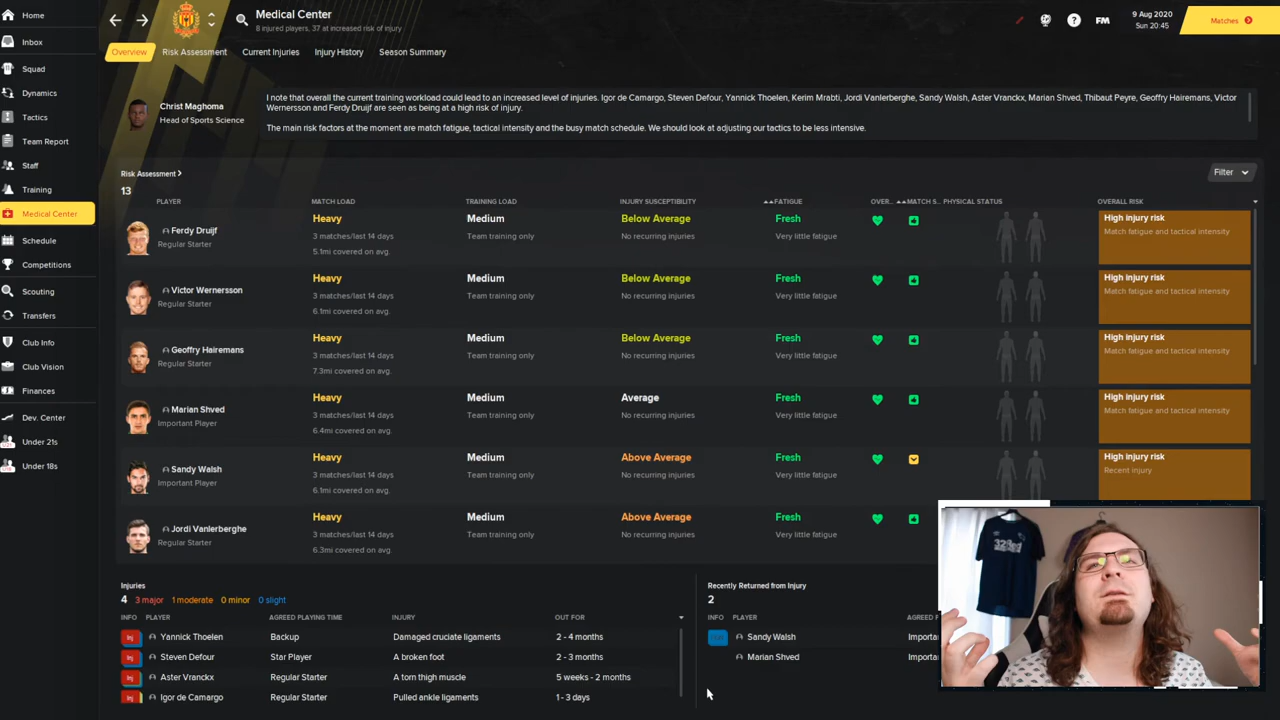 Home
Inbox
Squad
Dynamics
Tactics
Team Report
Staff
Training
Medical Center
Schedule
Competitions
Scouting
Transfers
Club Info
Club Vision
Finances
Dev. Center
Under 21s
Under 18s
Medical Center
8 injured players, 37 at increased risk of injury
FM
9 Aug 2020
Sun 20:45
Matches
Overview Risk Assessment Current Injuries Injury History Season Summary
Christ Maghoma
Head of Sports Science
I note that overall the current training workload could lead to an increased level of injuries. Igor de Camargo, Steven Defour, Yannick Thoelen, Kerim Mrabti, Jordi Vanlerberghe, Sandy Walsh, Aster Vranckx, Marian Shved, Thibaut Peyre, Geoffry Hairemans, Victor
Wernersson and Ferdy Druijf are seen as being at a high risk of injury.
The main risk factors at the moment are match fatigue, tactical intensity and the busy match schedule. We should look at adjusting our tactics to be less intensive.
Risk Assessment
13
Filter
PLAYER MATCH LOAD TRAINING LOAD INJURY SUSCEPTIBLITY FATIGUE OVER... MATCH S... PHYSICAL STATUS OVERALL RISK
Ferdy Druijf
Regular Starter
Heavy
3 matches/last 14 days
5.1mi covered on avg.
Medium
Team training only
Below Average
No recurring injuries
Fresh
Very little fatigue
High injury risk
Match fatigue and tactical intensity
Victor Wernersson
Regular Starter
Heavy
3 matches/last 14 days
6.1mi covered on avg.
Medium
Team training only
Below Average
No recurring injuries
Fresh
Very little fatigue
High injury risk
Match fatigue and tactical intensity
Geoffry Hairemans
Regular Starter
Heavy
3 matches/last 14 days
7.3mi covered on avg.
Medium
Team training only
Below Average
No recurring injuries
Fresh
Very little fatigue
High injury risk
Match fatigue and tactical intensity
Marian Shved
Important Player
Heavy
3 matches/last 14 days
6.4mi covered on avg.
Medium
Team training only
Average
No recurring injuries
Fresh
Very little fatigue
High injury risk
Match fatigue and tactical intensity
Sandy Walsh
Important Player
Heavy
3 matches/last 14 days
6.1mi covered on avg.
Medium
Team training only
Above Average
No recurring injuries
Fresh
Very little fatigue
High injury risk
Recent injury
Jordi Vanlerberghe
Regular Starter
Heavy
3 matches/last 14 days
6.3mi covered on avg.
Medium
Team training only
Above Average
No recurring injuries
Fresh
Very little fatigue
Injuries
4 3 major 1 moderate 0 minor 0 slight
INFO PLAYER AGREED PLAYING TIME INJURY OUT FOR
Inj Yannick Thoelen Backup Damaged cruciate ligaments 2 - 4 months
Inj Steven Defour Star Player A broken foot 2 - 3 months
Inj Aster Vranckx Regular Starter A torn thigh muscle 5 weeks - 2 months
Inj Igor de Camargo Regular Starter Pulled ankle ligaments 1 - 3 days
Recently Returned from Injury
2
INFO PLAYER AGREED P
Sandy Walsh Importa
Marian Shved Importa